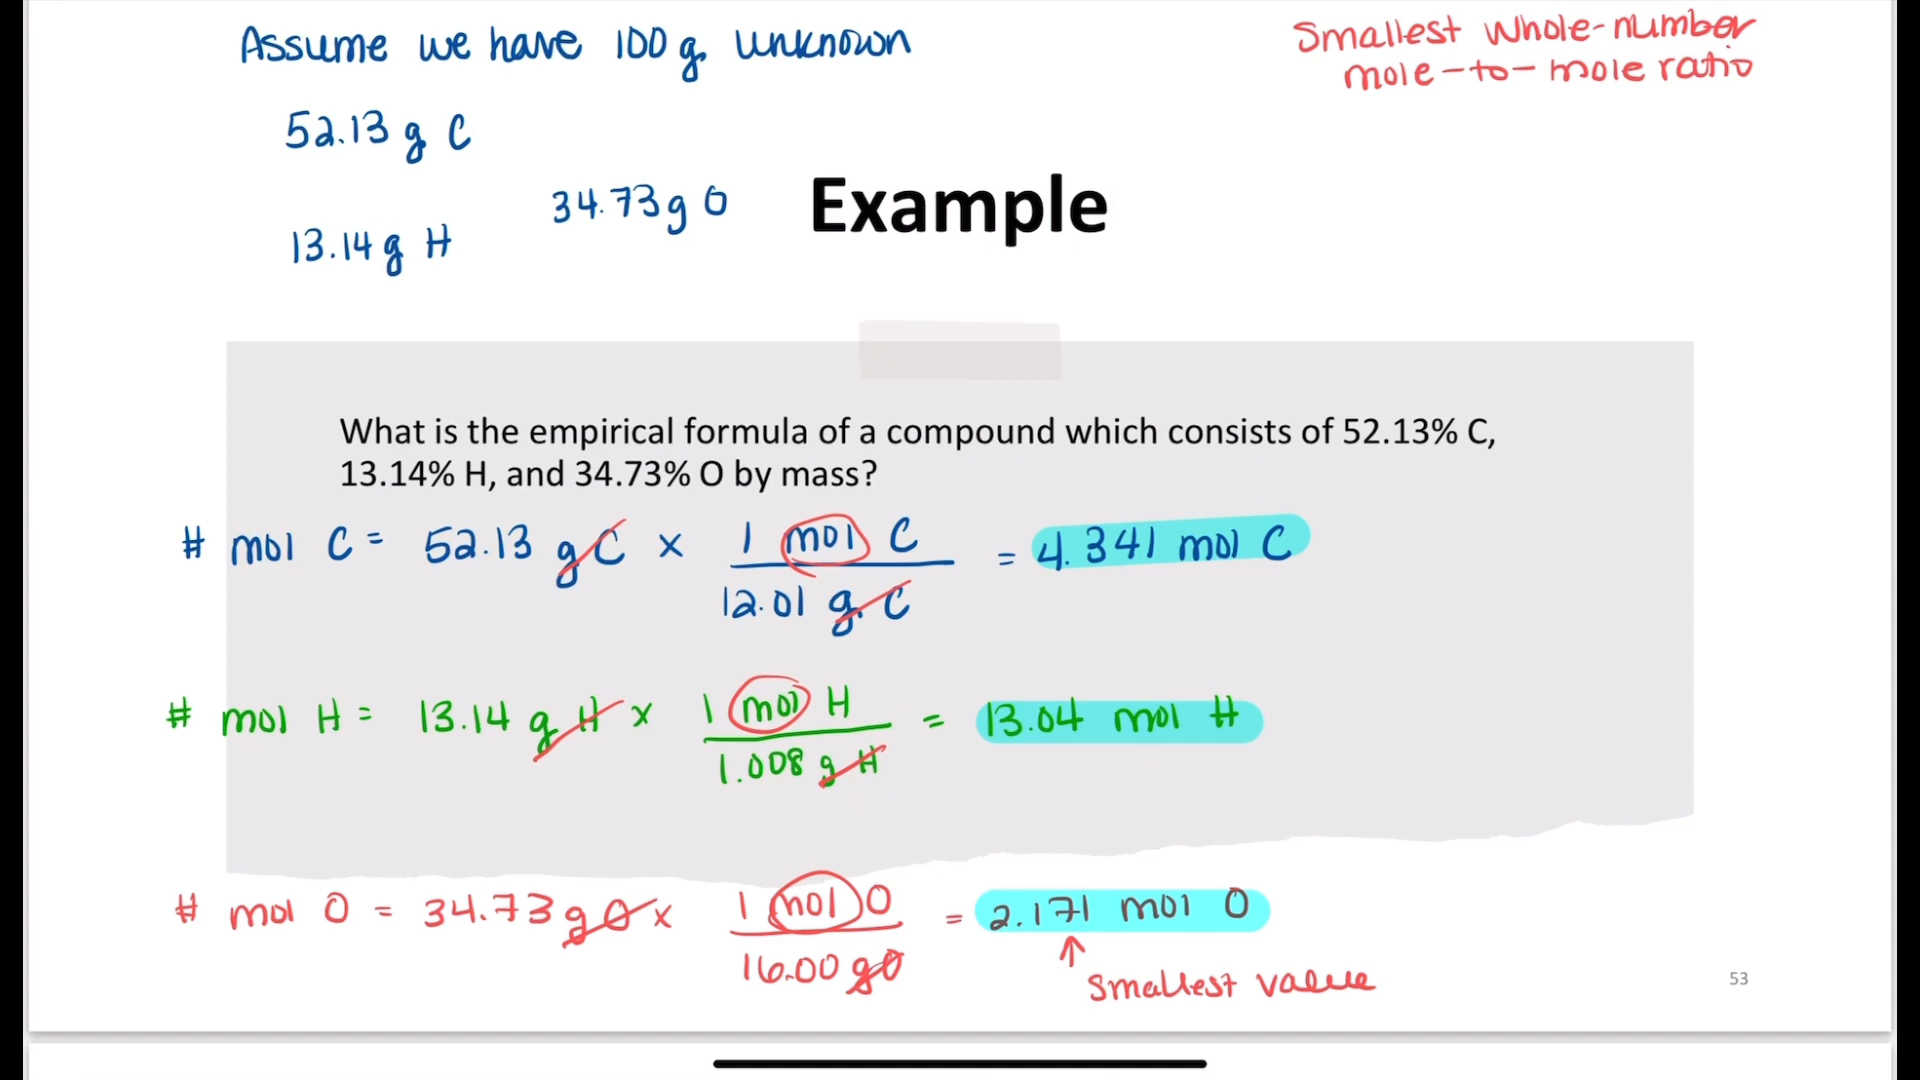 Assume we have 100 g unknown
Smallest whole-number
mole-to-mole ratio
52.13 g C
34.73 g O
13.14 g H
Example
What is the empirical formula of a compound which consists of 52.13% C,
13.14% H, and 34.73% O by mass?
# mol C = 52.13 g C × 1 mol C = 4.341 mol C
12.01 g C
# mol H = 13.14 g H × 1 mol H = 13.04 mol H
1.008 g H
# mol O = 34.73 g O × 1 mol O = 2.171 mol O
16.00 g O
↑
Smallest value
53